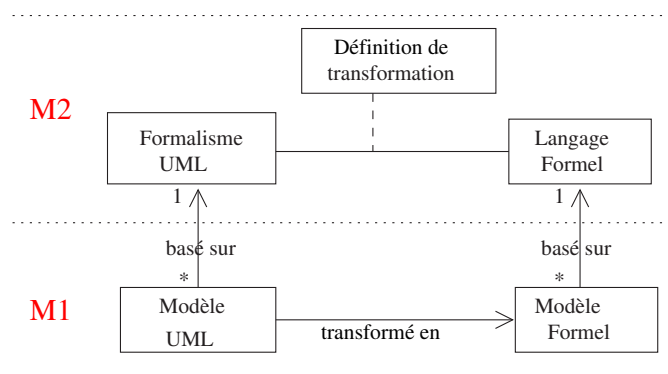 Définition de
transformation
M2
Formalisme
UML
Langage
Formel
1
1
basé sur
basé sur
*
*
M1
Modèle
UML
Modèle
Formel
transformé en